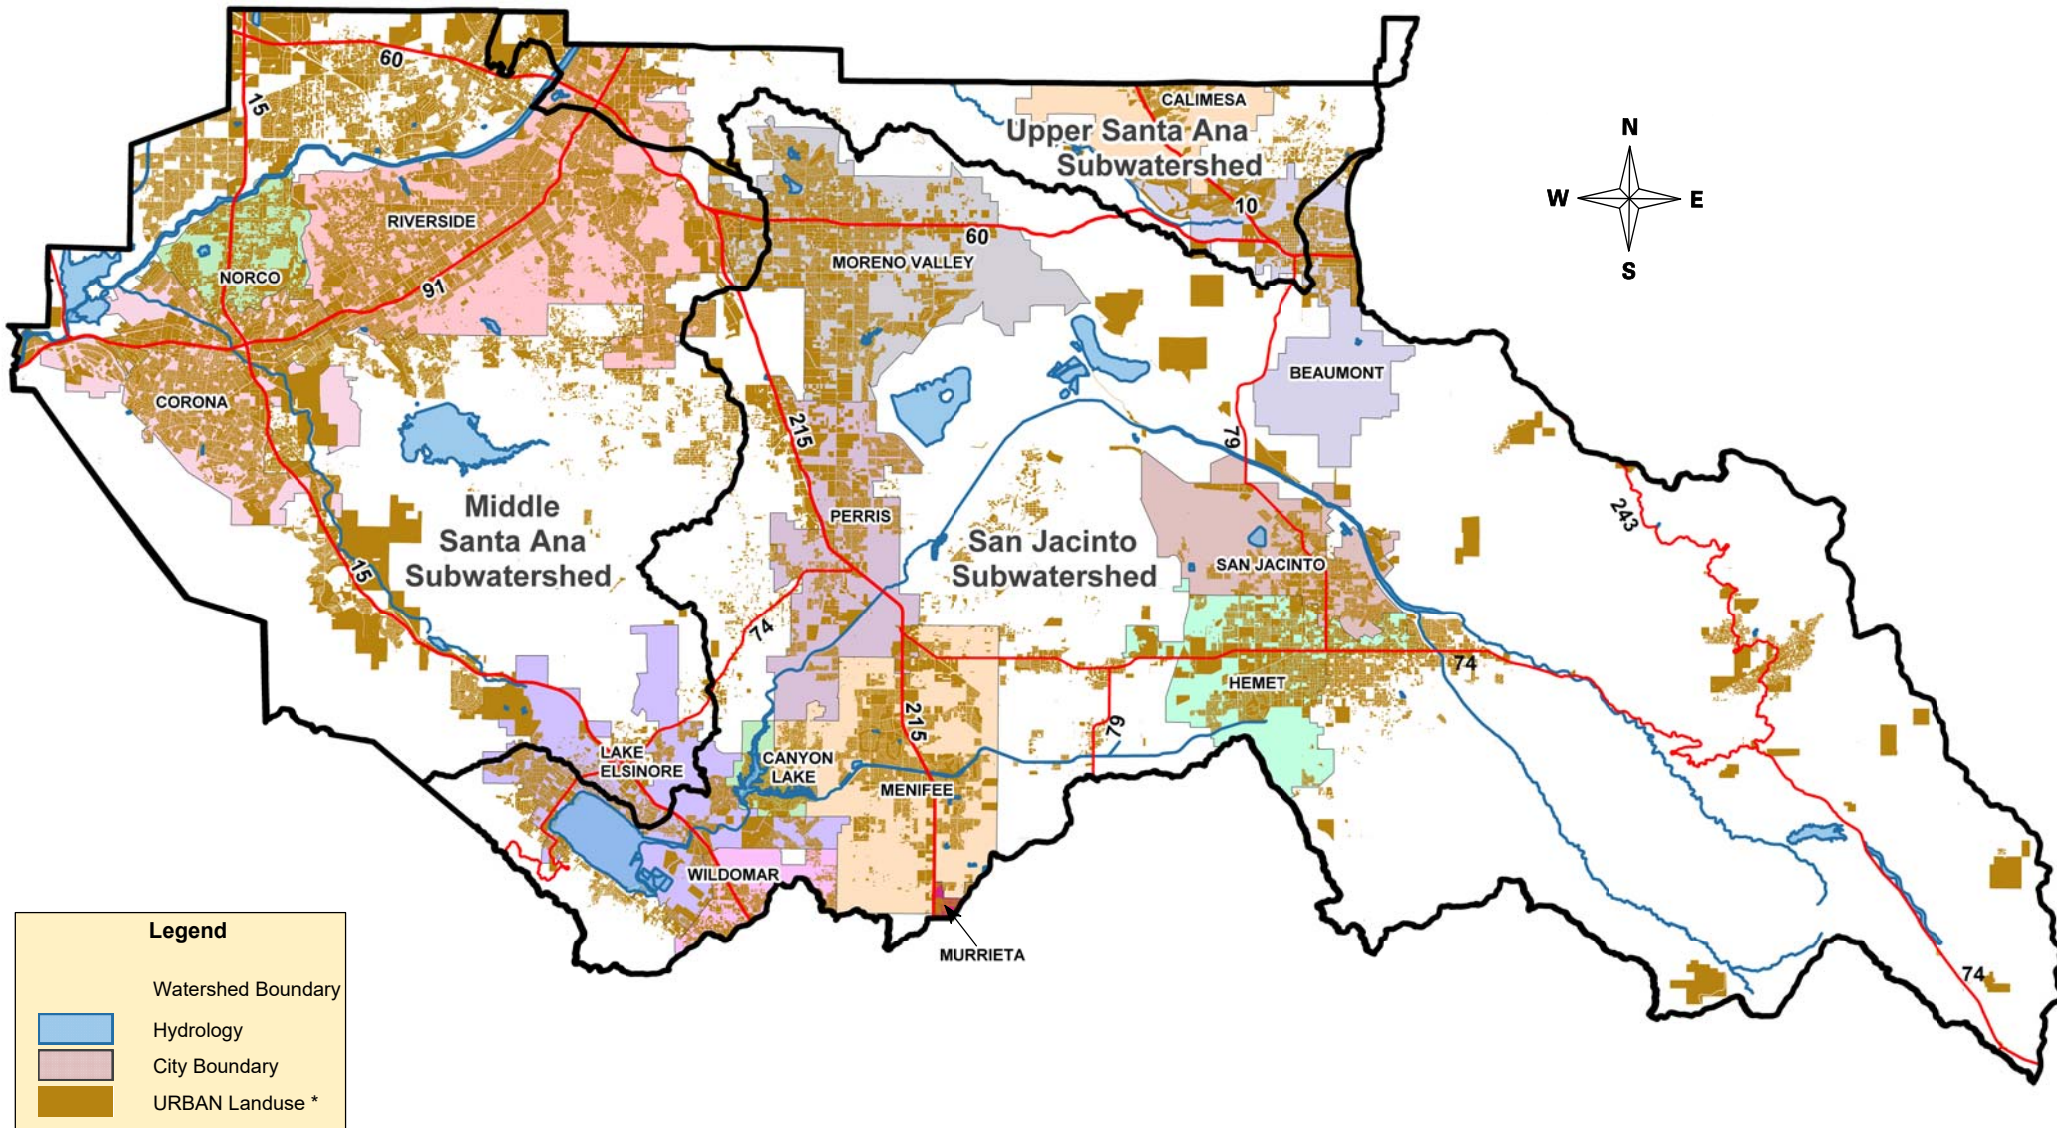 60
15
CALIMESA
Upper Santa Ana
Subwatershed
N
W
E
S
10
RIVERSIDE
60
MORENO VALLEY
NORCO
91
BEAUMONT
CORONA
215
79
Middle
Santa Ana
Subwatershed
PERRIS
San Jacinto
Subwatershed
243
SAN JACINTO
15
74
74
HEMET
215
79
LAKE
ELSINORE
CANYON
LAKE
MENIFEE
WILDOMAR
MURRIETA
74
Legend
Watershed Boundary
Hydrology
City Boundary
URBAN Landuse *